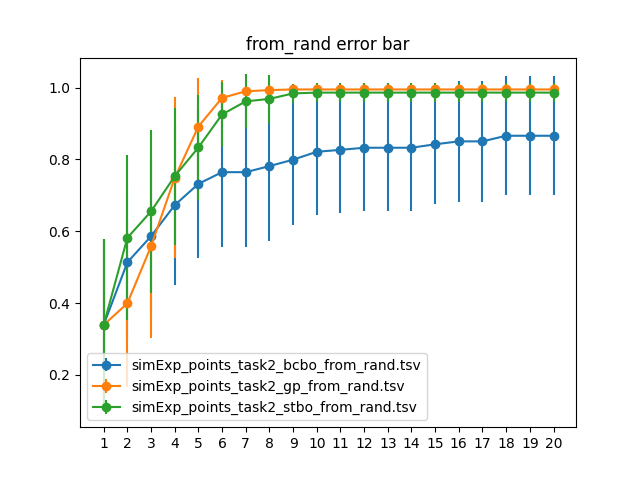 from_rand error bar
1.0
0.8
0.6
0.4
0.2
simExp_points_task2_bcbo_from_rand.tsv
simExp_points_task2_gp_from_rand.tsv
simExp_points_task2_stbo_from_rand.tsv
1 2 3 4 5 6 7 8 9 10 11 12 13 14 15 16 17 18 19 20